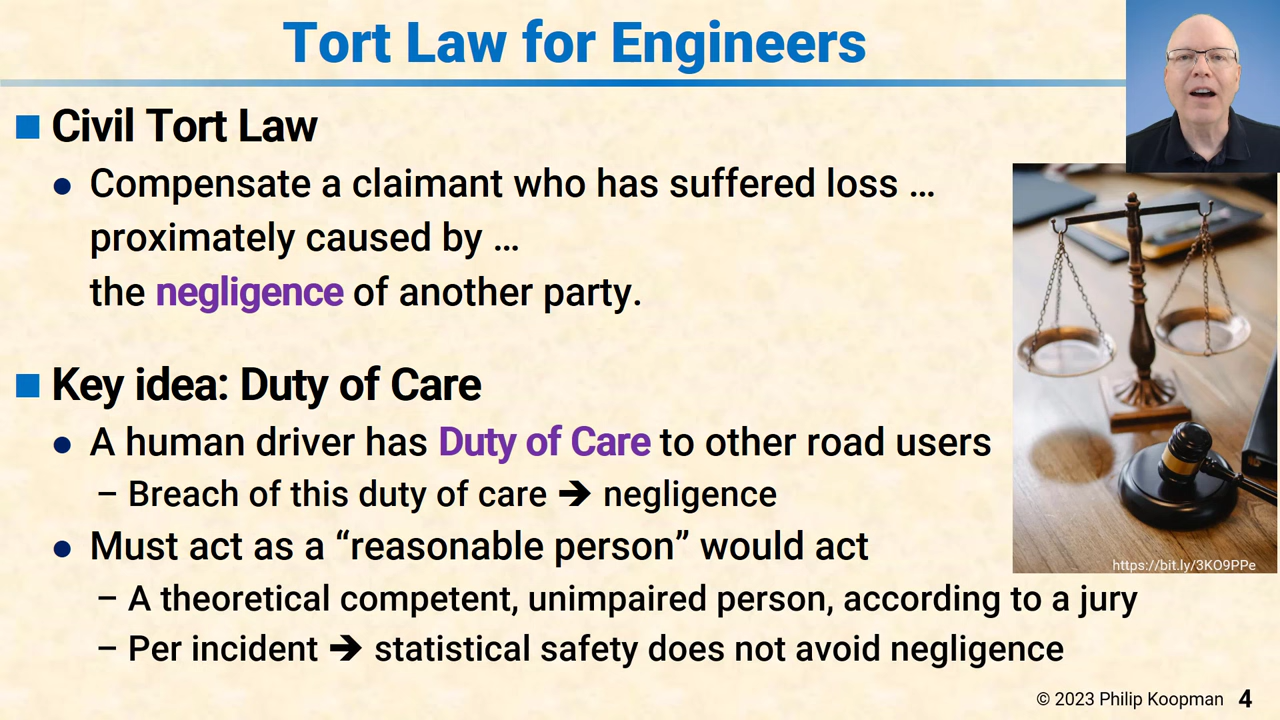 Tort Law for Engineers
Civil Tort Law
Compensate a claimant who has suffered loss …
proximately caused by …
the negligence of another party.
Key idea: Duty of Care
A human driver has Duty of Care to other road users
– Breach of this duty of care ➔ negligence
Must act as a “reasonable person” would act
https://bit.ly/3KO9PPe
– A theoretical competent, unimpaired person, according to a jury
– Per incident ➔ statistical safety does not avoid negligence
© 2023 Philip Koopman 4